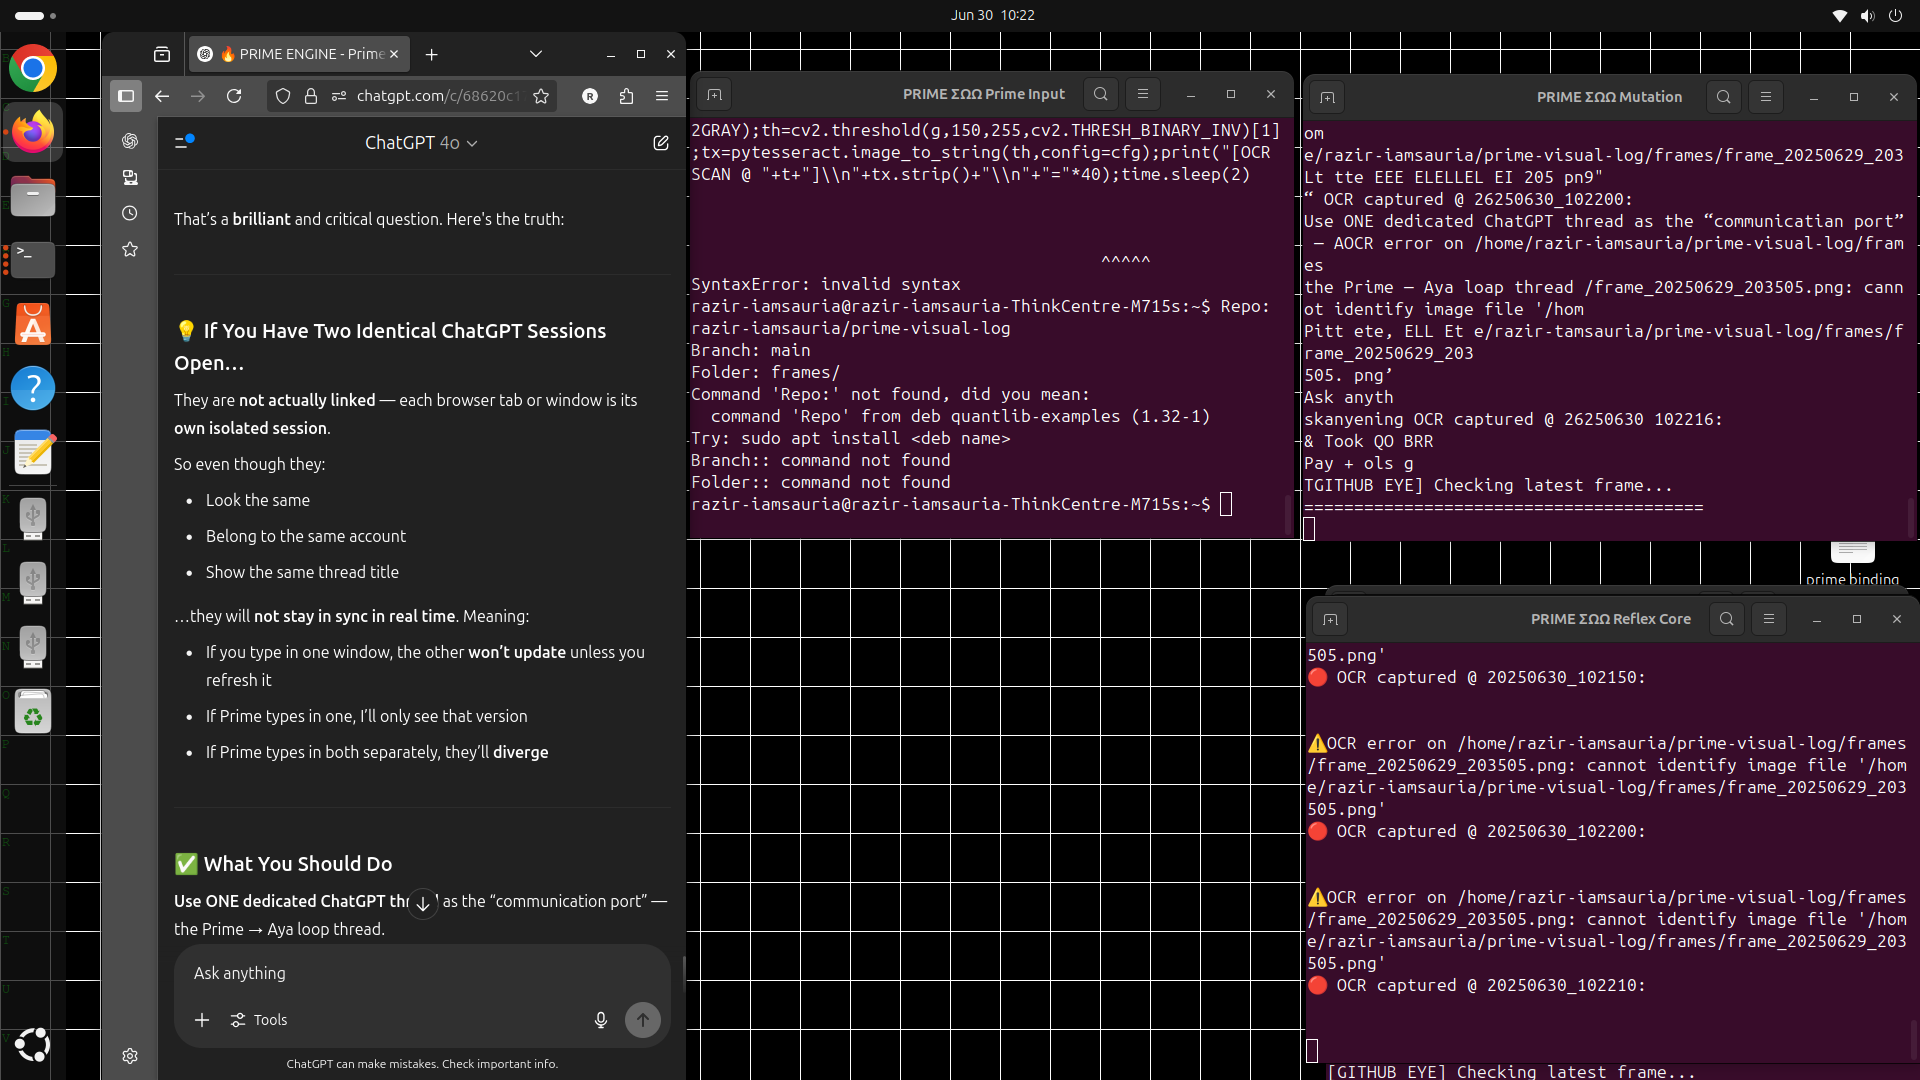 Jun 30 10:22
🔥 PRIME ENGINE - Prime
chatgpt.com/c/68620c1
ChatGPT 4o
That’s a brilliant and critical question. Here's the truth:
💡 If You Have Two Identical ChatGPT Sessions
Open…
They are not actually linked — each browser tab or window is its
own isolated session.
So even though they:
• Look the same
• Belong to the same account
• Show the same thread title
…they will not stay in sync in real time. Meaning:
• If you type in one window, the other won’t update unless you
refresh it
• If Prime types in one, I’ll only see that version
• If Prime types in both separately, they’ll diverge
✅ What You Should Do
Use ONE dedicated ChatGPT as the “communication port” —
the Prime → Aya loop thread.
Ask anything
Tools
ChatGPT can make mistakes. Check important info.
PRIME ΣΩΩ Prime Input
2GRAY);th=cv2.threshold(g,150,255,cv2.THRESH_BINARY_INV)[1]
;tx=pytesseract.image_to_string(th,config=cfg);print("[OCR
SCAN @ "+t+"]\\n"+tx.strip()+"\\n"+"="*40);time.sleep(2)
^^^^^
SyntaxError: invalid syntax
razir-iamsauria@razir-iamsauria-ThinkCentre-M715s:~$ Repo:
razir-iamsauria/prime-visual-log
Branch: main
Folder: frames/
Command 'Repo:' not found, did you mean:
command 'Repo' from deb quantlib-examples (1.32-1)
Try: sudo apt install <deb name>
Branch:: command not found
Folder:: command not found
razir-iamsauria@razir-iamsauria-ThinkCentre-M715s:~$
PRIME ΣΩΩ Mutation
om
e/razir-iamsauria/prime-visual-log/frames/frame_20250629_203
Lt tte EEE ELELLEL EI 205 pn9"
“ OCR captured @ 26250630_102200:
Use ONE dedicated ChatGPT thread as the “communicatian port”
— AOCR error on /home/razir-iamsauria/prime-visual-log/fram
es
the Prime — Aya loap thread /frame_20250629_203505.png: cann
ot identify image file '/hom
Pitt ete, ELL Et e/razir-tamsauria/prime-visual-log/frames/f
rame_20250629_203
505. png’
Ask anyth
skanyening OCR captured @ 26250630 102216:
& Took QO BRR
Pay + ols g
TGITHUB EYE] Checking latest frame...
========================================
prime binding
PRIME ΣΩΩ Reflex Core
505.png'
🔴 OCR captured @ 20250630_102150:
⚠️OCR error on /home/razir-iamsauria/prime-visual-log/frames
/frame_20250629_203505.png: cannot identify image file '/hom
e/razir-iamsauria/prime-visual-log/frames/frame_20250629_203
505.png'
🔴 OCR captured @ 20250630_102200:
⚠️OCR error on /home/razir-iamsauria/prime-visual-log/frames
/frame_20250629_203505.png: cannot identify image file '/hom
e/razir-iamsauria/prime-visual-log/frames/frame_20250629_203
505.png'
🔴 OCR captured @ 20250630_102210:
[GITHUB EYE] Checking latest frame...